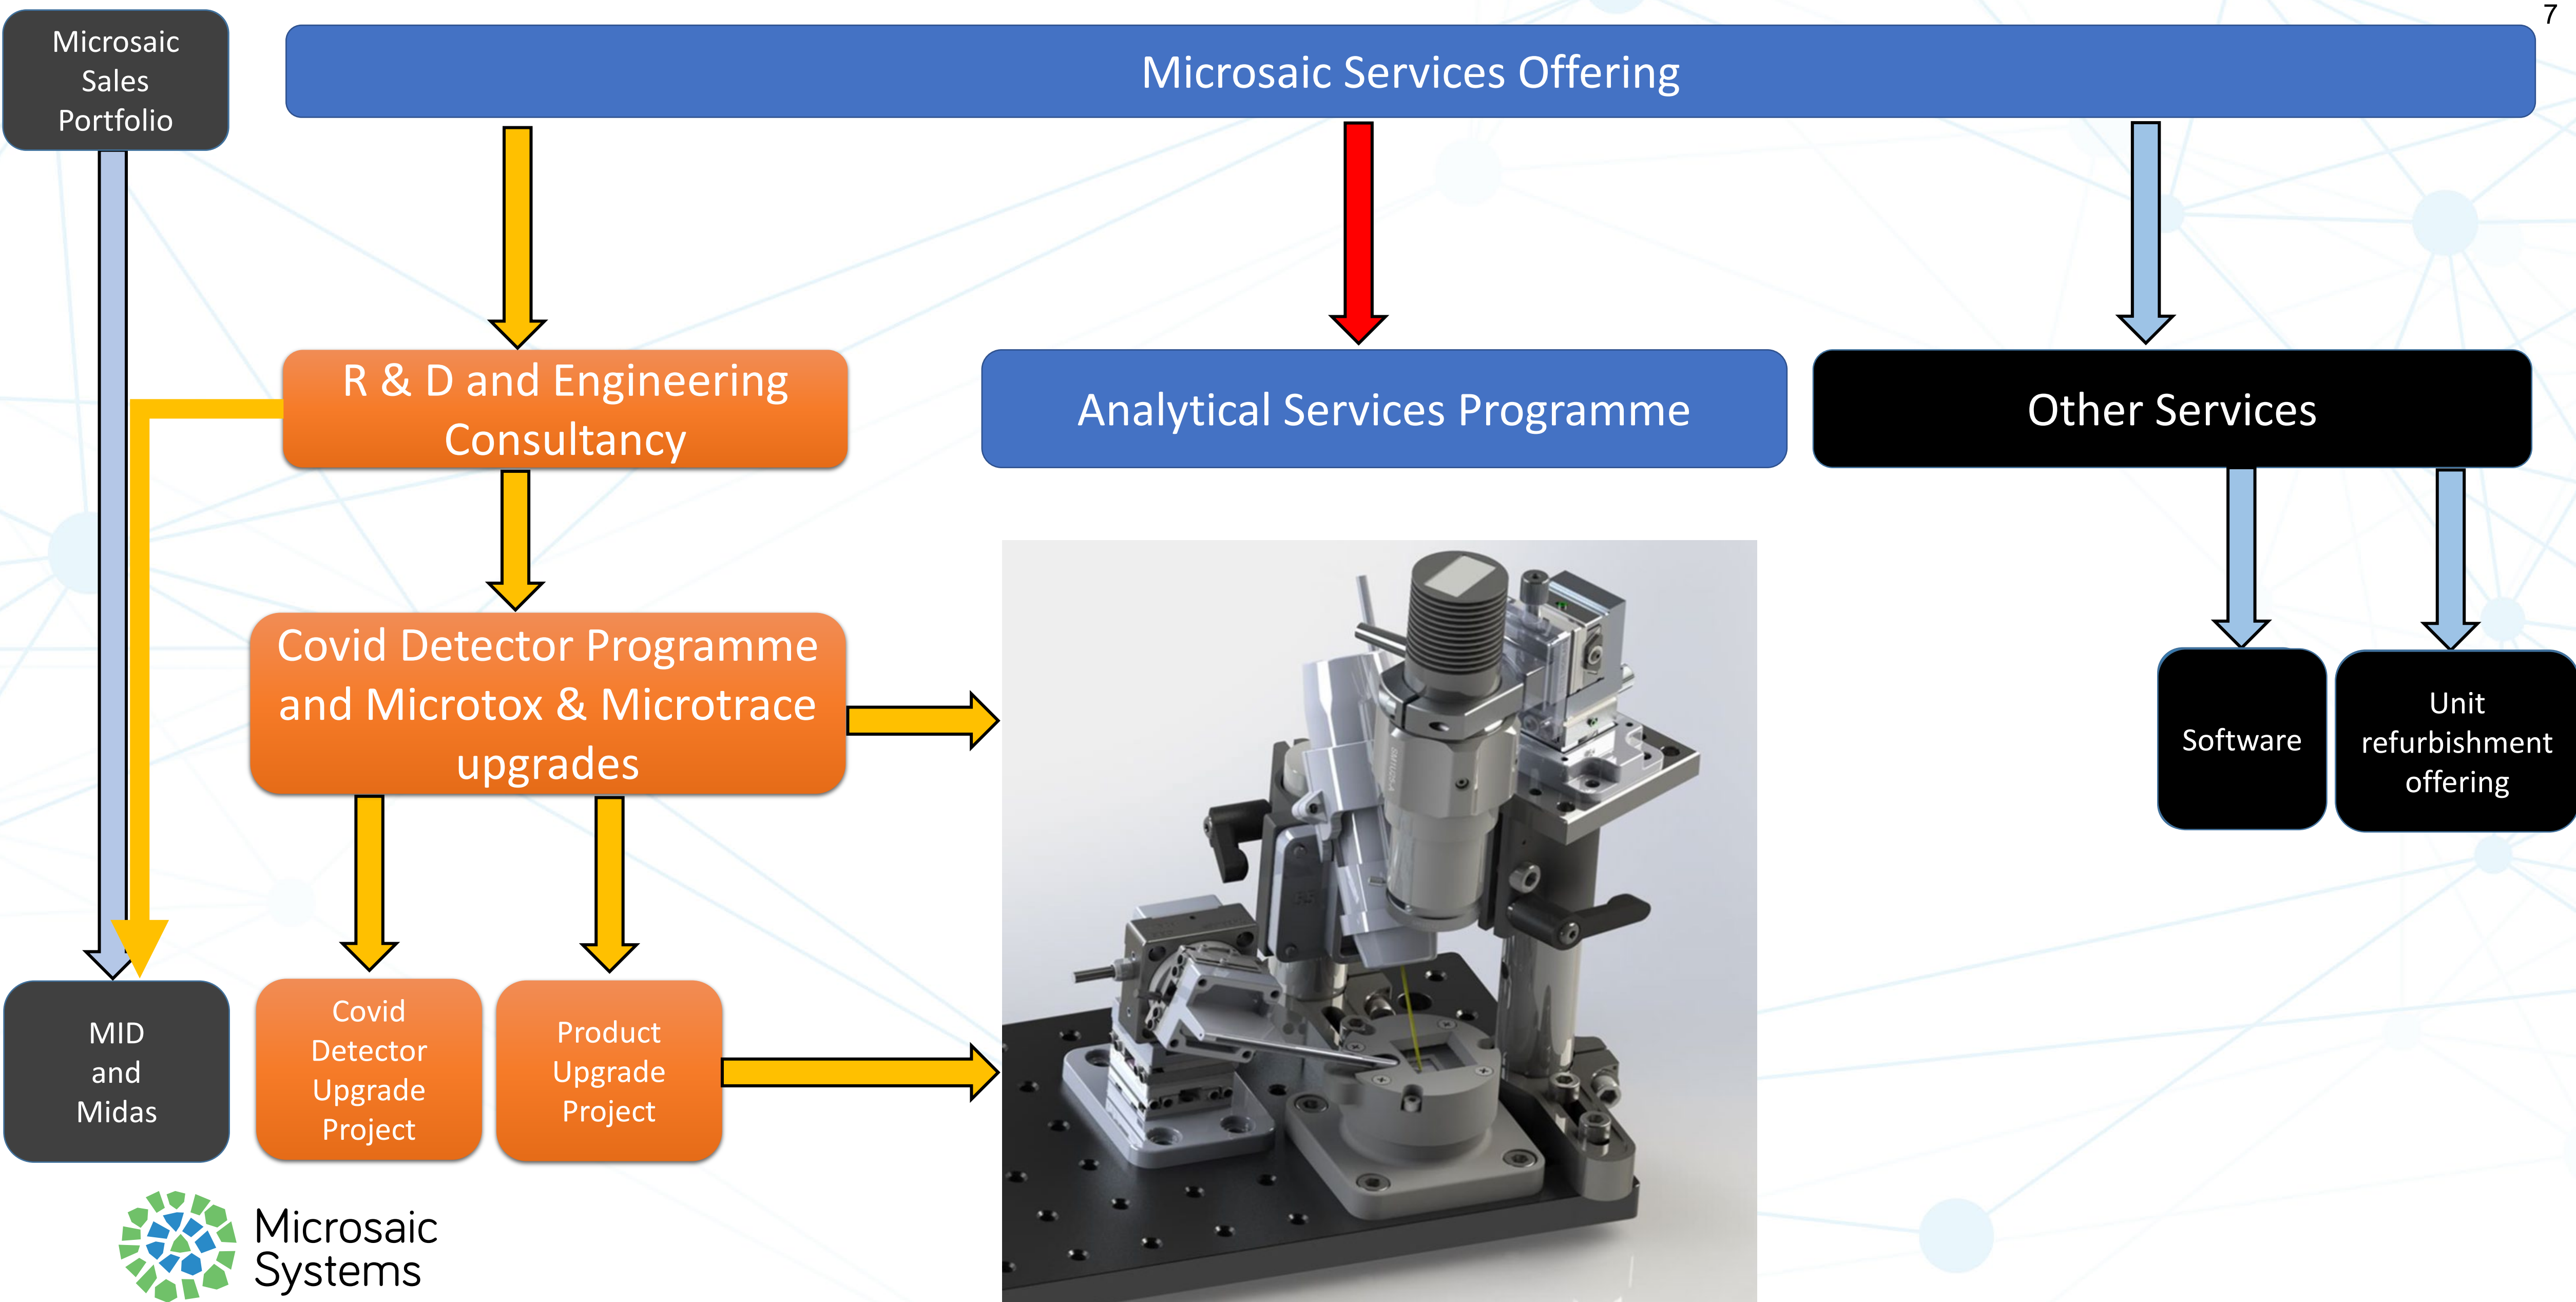 7
Microsaic
Sales
Portfolio
Microsaic Services Offering
R & D and Engineering
Consultancy
Analytical Services Programme
Other Services
Covid Detector Programme
and Microtox & Microtrace
upgrades
Software
Unit
refurbishment
offering
MID
and
Midas
Covid
Detector
Upgrade
Project
Product
Upgrade
Project
Microsaic
Systems